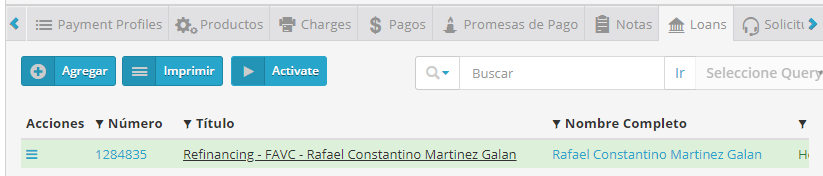 Payment Profiles Productos Charges Pagos Promesas de Pago Notas Loans
Agregar Imprimir Activate Buscar Ir Seleccione Query
Acciones Número Título Nombre Completo
1284835 Refinancing - FAVC - Rafael Constantino Martinez Galan Rafael Constantino Martinez Galan